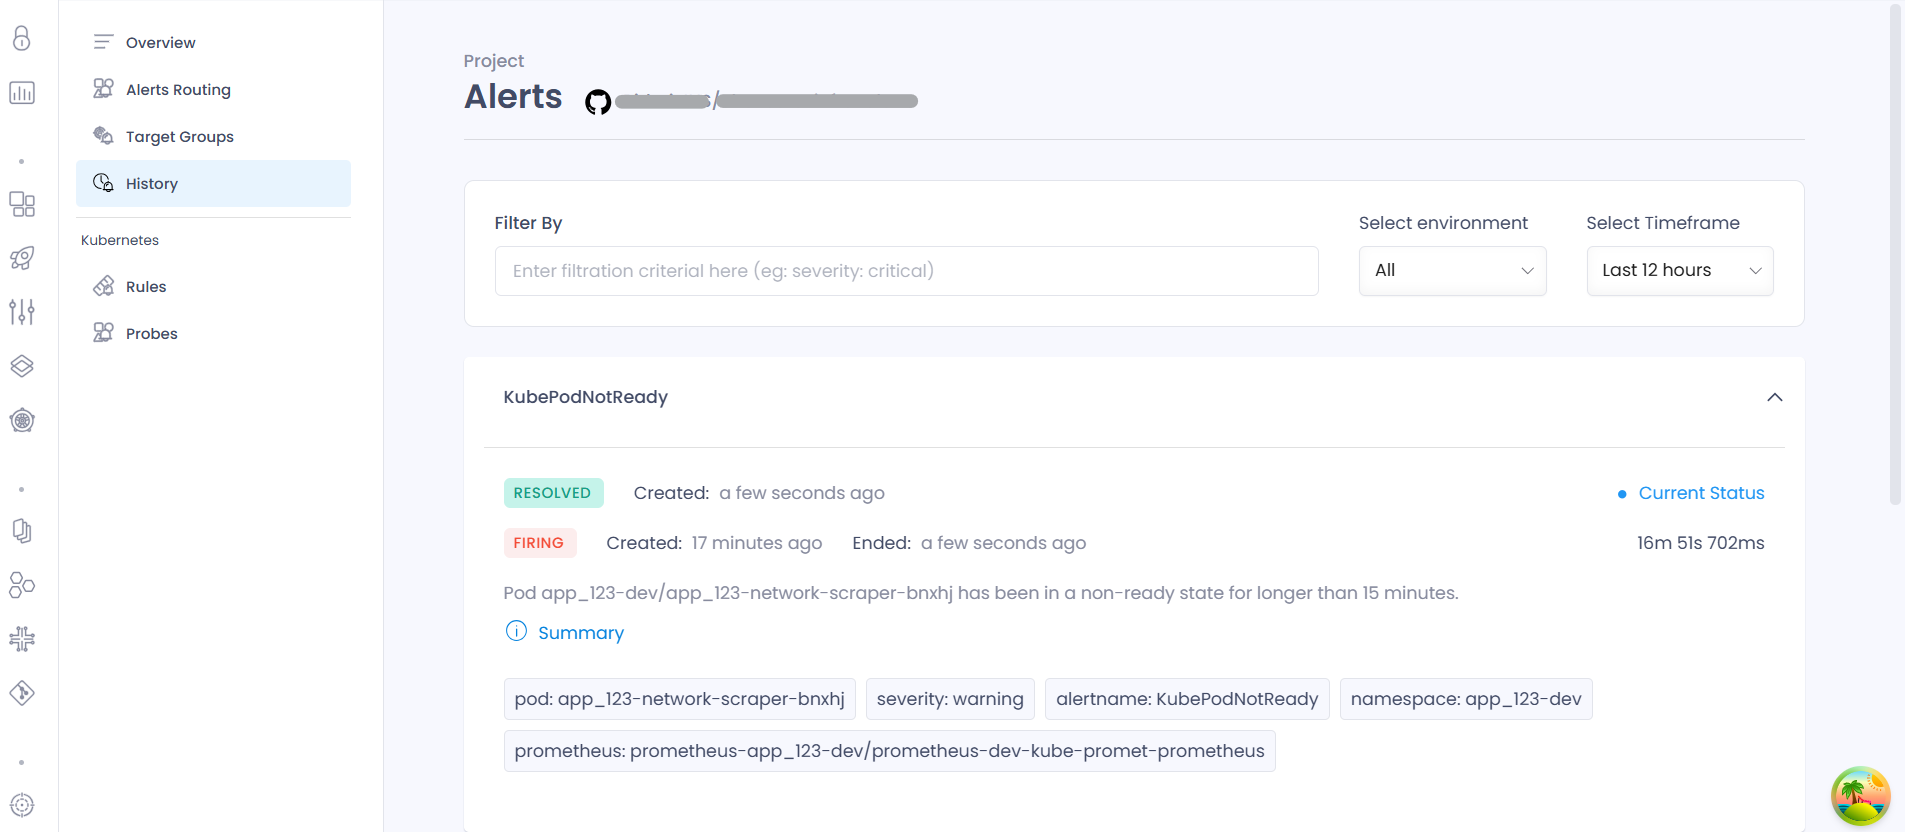 Overview
Alerts Routing
Target Groups
History
Kubernetes
Rules
Probes
Project
Alerts
/
Filter By
Enter filtration criterial here (eg: severity: critical)
Select environment
All
Select Timeframe
Last 12 hours
KubePodNotReady
RESOLVED Created: a few seconds ago Current Status
FIRING Created: 17 minutes ago Ended: a few seconds ago 16m 51s 702ms
Pod app_123-dev/app_123-network-scraper-bnxhj has been in a non-ready state for longer than 15 minutes.
Summary
pod: app_123-network-scraper-bnxhj severity: warning alertname: KubePodNotReady namespace: app_123-dev
prometheus: prometheus-app_123-dev/prometheus-dev-kube-promet-prometheus